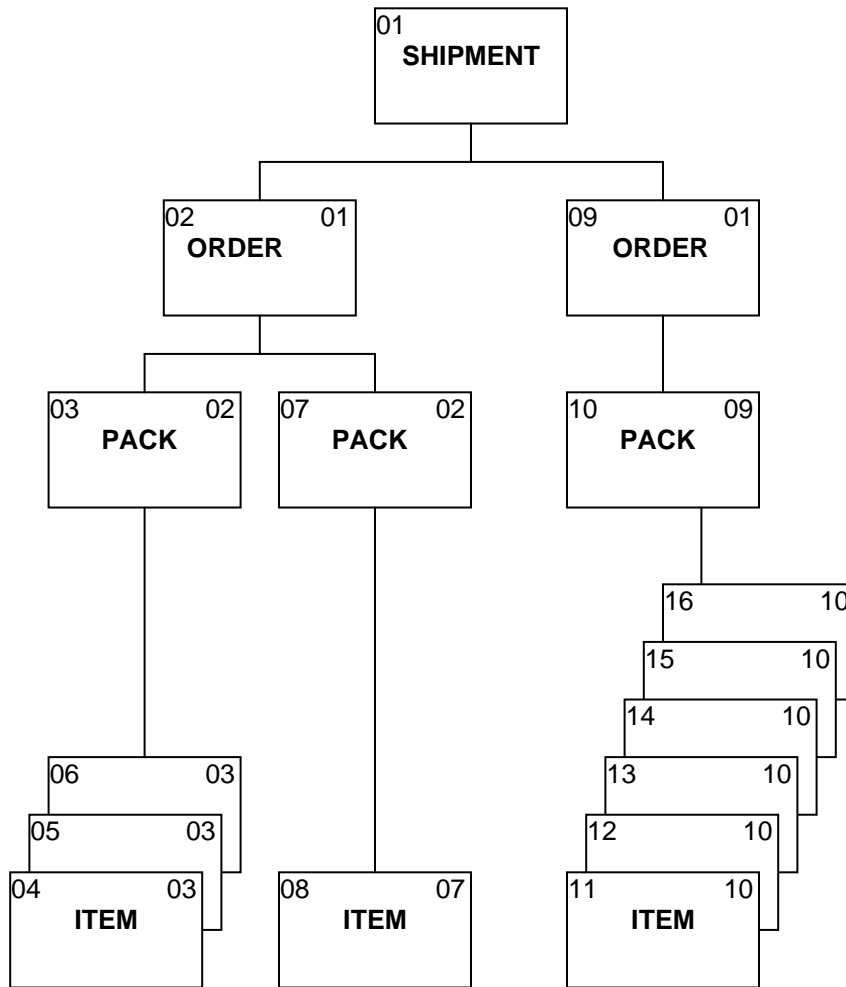 01
SHIPMENT
02 01
ORDER
09 01
ORDER
03 02
PACK
07 02
PACK
10 09
PACK
16 10
15 10
14 10
13 10
12 10
11 10
ITEM
06 03
05 03
04 03
ITEM
08 07
ITEM